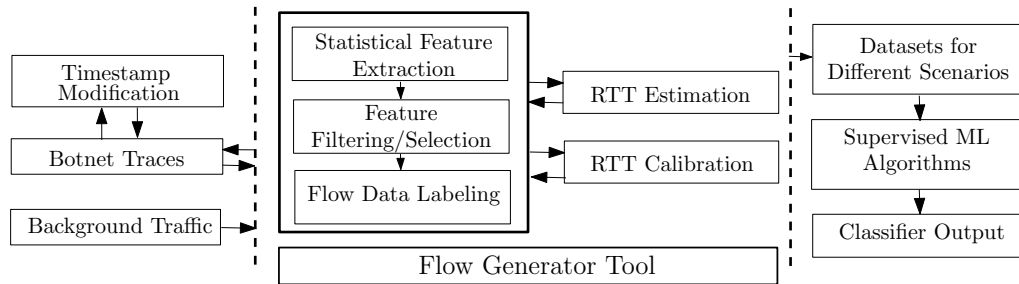 Timestamp
Modification
Botnet Traces
Background Traffic
Statistical Feature
Extraction
Feature
Filtering/Selection
Flow Data Labeling
RTT Estimation
RTT Calibration
Flow Generator Tool
Datasets for
Different Scenarios
Supervised ML
Algorithms
Classifier Output